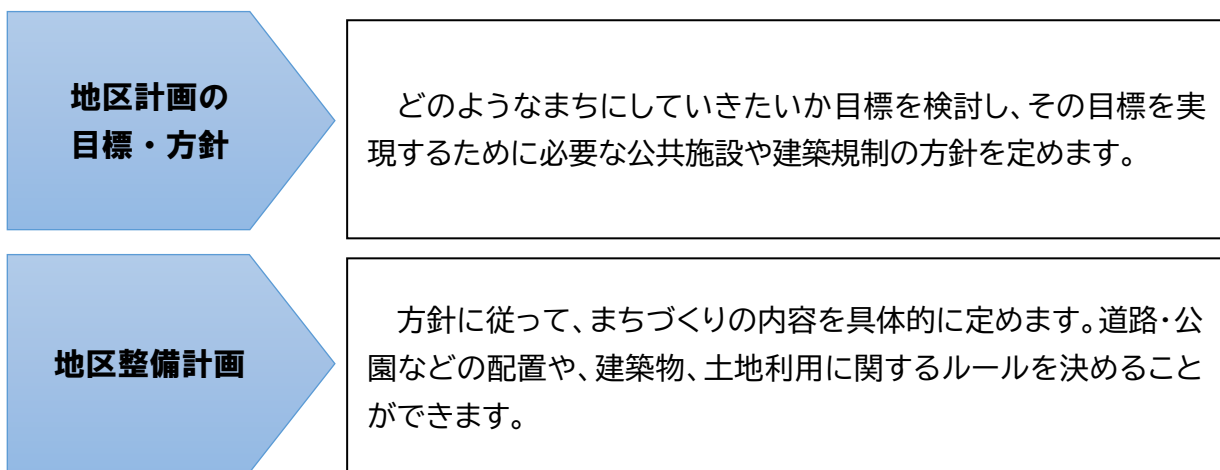 地区計画の
目標・方針
　どのようなまちにしていきたいか目標を検討し、その目標を実
現するために必要な公共施設や建築規制の方針を定めます。
地区整備計画
　方針に従って、まちづくりの内容を具体的に定めます。道路・公
園などの配置や、建築物、土地利用に関するルールを決めること
ができます。